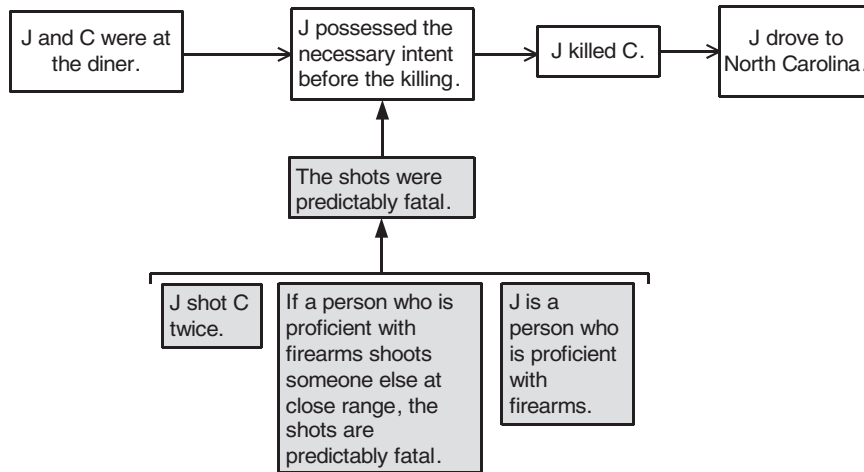 J and C were at
the diner.
J possessed the
necessary intent
before the killing.
J killed C.
J drove to
North Carolina.
The shots were
predictably fatal.
J shot C
twice.
If a person who is
proficient with
firearms shoots
someone else at
close range, the
shots are
predictably fatal.
J is a
person who
is proficient
with
firearms.